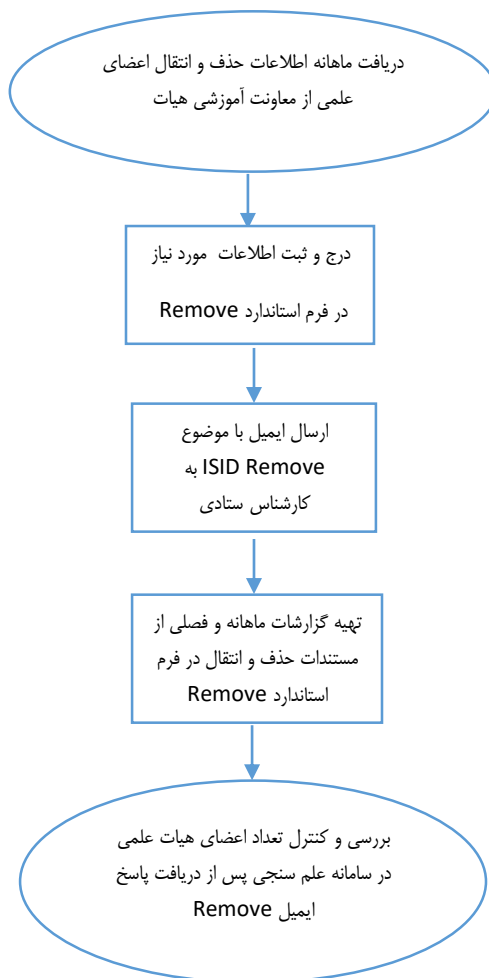 دریافت ماهانه اطلاعات حذف و انتقال اعضای
علمی از معاونت آموزشی هیات
درج و ثبت اطلاعات مورد نیاز
در فرم استاندارد Remove
ارسال ایمیل با موضوع
ISID Remove به
کارشناس ستادی
تهیه گزارشات ماهانه و فصلی از
مستندات حذف و انتقال در فرم
استاندارد Remove
بررسی و کنترل تعداد اعضای هیات علمی
در سامانه علم سنجی پس از دریافت پاسخ
ایمیل Remove